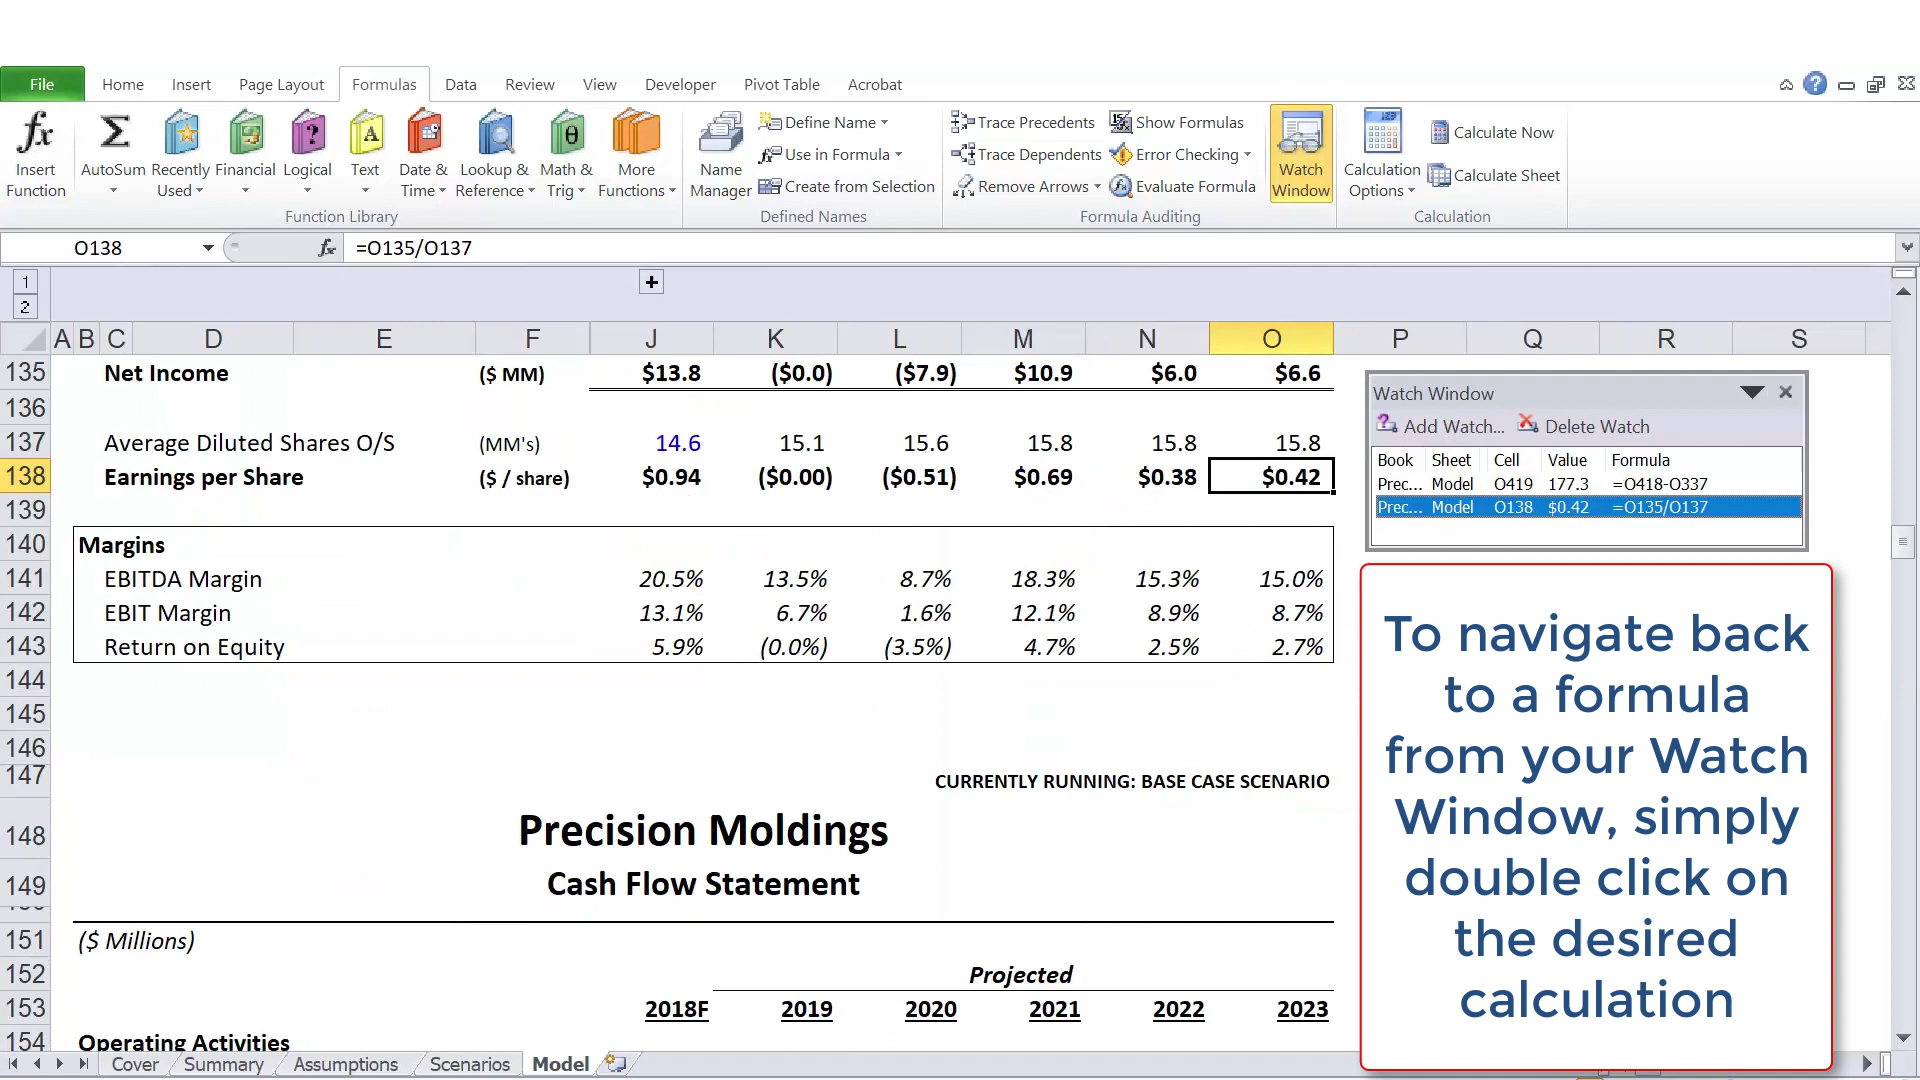 File Home Insert Page Layout Formulas Data Review View Developer Pivot Table Acrobat
Insert Function
AutoSum
Recently Used
Financial
Logical
Text
Date & Time
Lookup & Reference
Math & Trig
More Functions
Function Library
Name Manager
Define Name
Use in Formula
Create from Selection
Defined Names
Trace Precedents
Trace Dependents
Remove Arrows
Show Formulas
Error Checking
Evaluate Formula
Formula Auditing
Watch Window
Calculation Options
Calculate Now
Calculate Sheet
Calculation
O138 fx =O135/O137
1
2
A B C D E F J K L M N O P Q R S
135 Net Income ($ MM) $13.8 ($0.0) ($7.9) $10.9 $6.0 $6.6
136
137 Average Diluted Shares O/S (MM's) 14.6 15.1 15.6 15.8 15.8 15.8
138 Earnings per Share ($ / share) $0.94 ($0.00) ($0.51) $0.69 $0.38 $0.42
139
140 Margins
141 EBITDA Margin 20.5% 13.5% 8.7% 18.3% 15.3% 15.0%
142 EBIT Margin 13.1% 6.7% 1.6% 12.1% 8.9% 8.7%
143 Return on Equity 5.9% (0.0%) (3.5%) 4.7% 2.5% 2.7%
144
145
146
147 CURRENTLY RUNNING: BASE CASE SCENARIO
148 Precision Moldings
149 Cash Flow Statement
151 ($ Millions)
152 Projected
153 2018F 2019 2020 2021 2022 2023
154 Operating Activities
Watch Window
Add Watch... Delete Watch
Book Sheet Cell Value Formula
Prec... Model O419 177.3 =O418-O337
Prec... Model O138 $0.42 =O135/O137
To navigate back
to a formula
from your Watch
Window, simply
double click on
the desired
calculation
Cover Summary Assumptions Scenarios Model